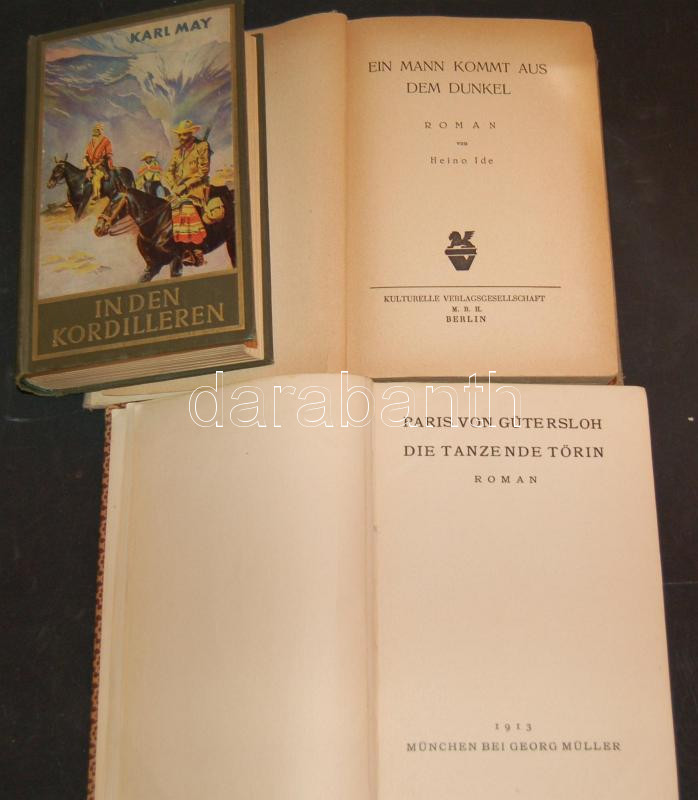 KARL MAY
IN DEN
KORDILLEREN
EIN MANN KOMMT AUS
DEM DUNKEL
ROMAN
von
Heino Ide
KULTURELLE VERLAGSGESELLSCHAFT
M. B. H.
BERLIN
darabanth
PARIS VON GÜTERSLOH
DIE TANZENDE TÖRIN
ROMAN
1913
MÜNCHEN BEI GEORG MÜLLER